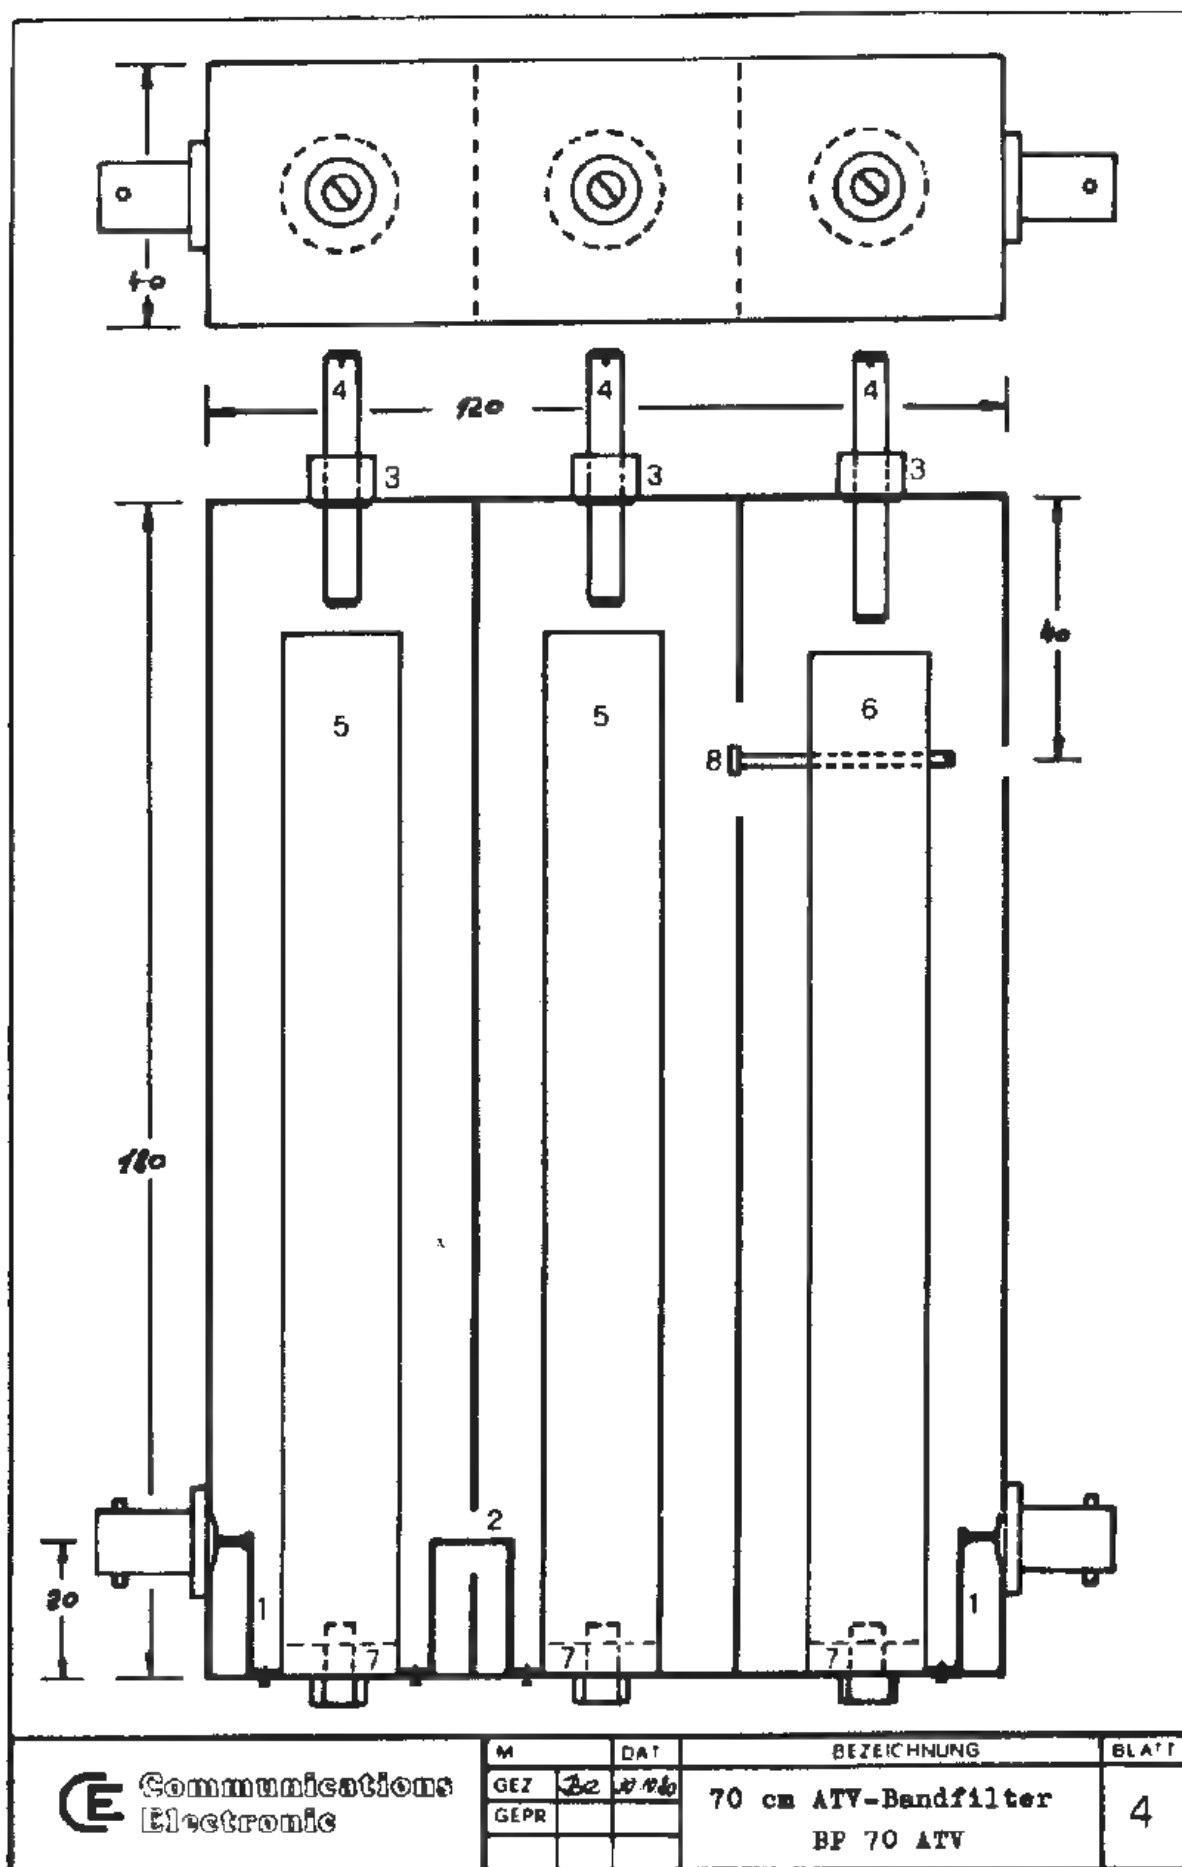 40
4 4 4
120
3 3 3
40
5 5 6
8
180
2
20
1 1
7 7 7
M DAT BEZEICHNUNG BLATT
Communications
Electronic
GEZ
GEPR
70 cm ATV-Bandfilter
BP 70 ATV
4